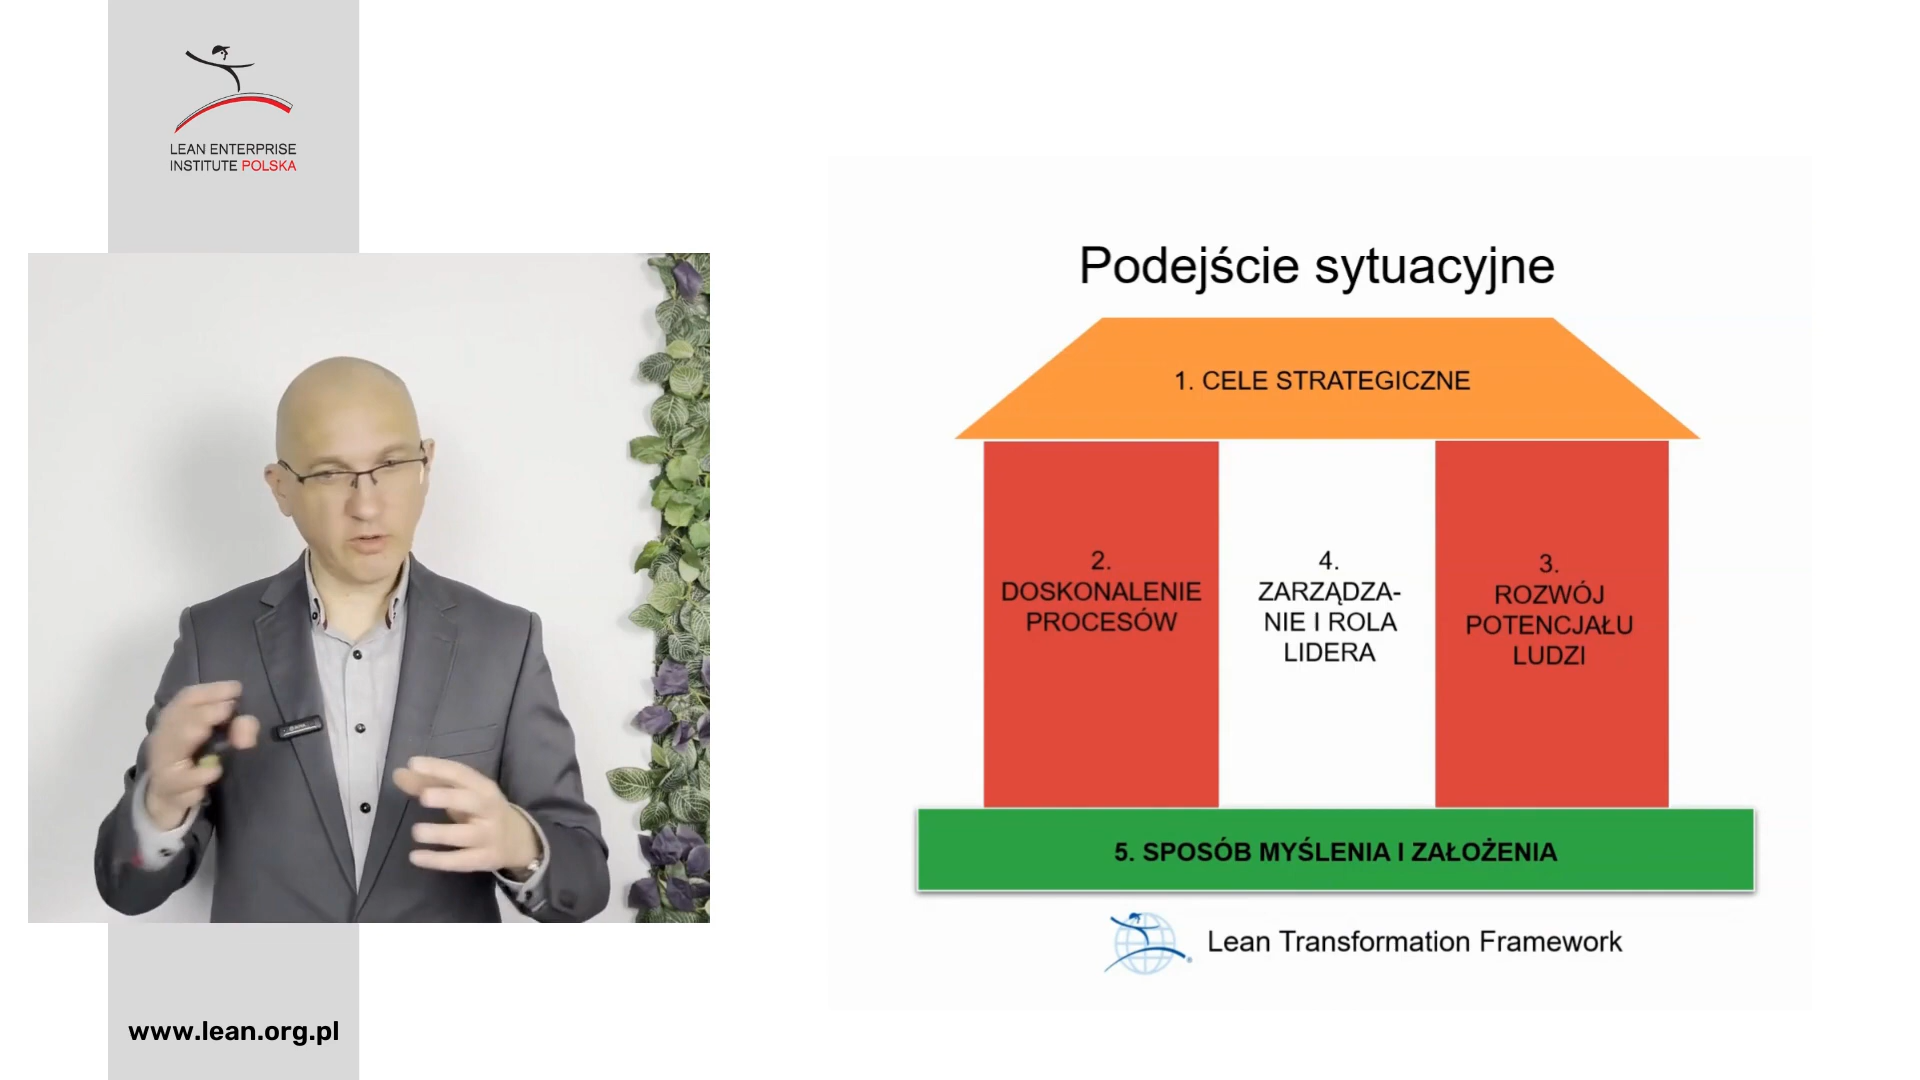 LEAN ENTERPRISE
INSTITUTE POLSKA
Podejście sytuacyjne
1. CELE STRATEGICZNE
2.
DOSKONALENIE
PROCESÓW
4.
ZARZĄDZA-
NIE I ROLA
LIDERA
3.
ROZWÓJ
POTENCJAŁU
LUDZI
5. SPOSÓB MYŚLENIA I ZAŁOŻENIA
Lean Transformation Framework
www.lean.org.pl